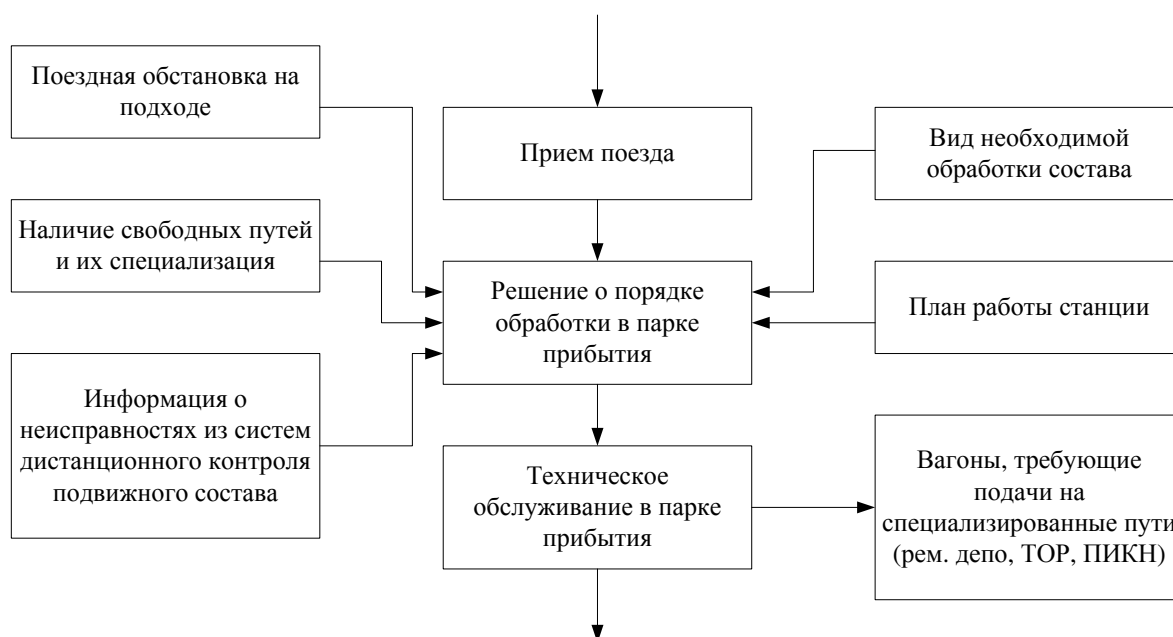 Поездная обстановка на
подходе
Прием поезда
Вид необходимой
обработки состава
Наличие свободных путей
и их специализация
Решение о порядке
обработки в парке
прибытия
План работы станции
Информация о
неисправностях из систем
дистанционного контроля
подвижного состава
Техническое
обслуживание в парке
прибытия
Вагоны, требующие
подачи на
специализированные пути
(рем. депо, ТОР, ПИКН)